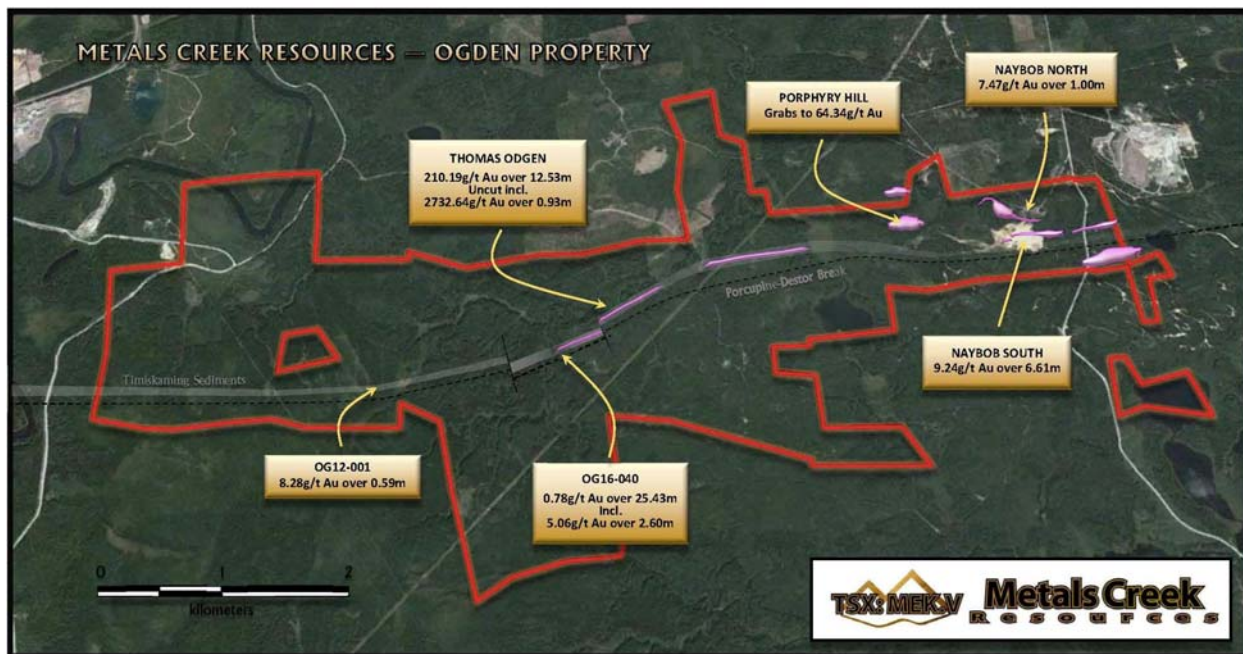 METALS CREEK RESOURCES — OGDEN PROPERTY
NAYBOB NORTH
7.47g/t Au over 1.00m
PORPHYRY HILL
Grabs to 64.34g/t Au
THOMAS ODGEN
210.19g/t Au over 12.53m
Uncut incl.
2732.64g/t Au over 0.93m
Porcupine-Destor Break
NAYBOB SOUTH
9.24g/t Au over 6.61m
Timiskaming Sediments
OG12-001
8.28g/t Au over 0.59m
OG16-040
0.78g/t Au over 25.43m
Incl.
5.06g/t Au over 2.60m
0 1 2
kilometers
TSX: MEK.V
Metals Creek
Resources